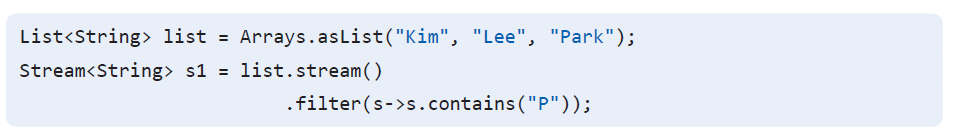 List<String> list = Arrays.asList("Kim", "Lee", "Park");
Stream<String> s1 = list.stream()
                        .filter(s->s.contains("P"));